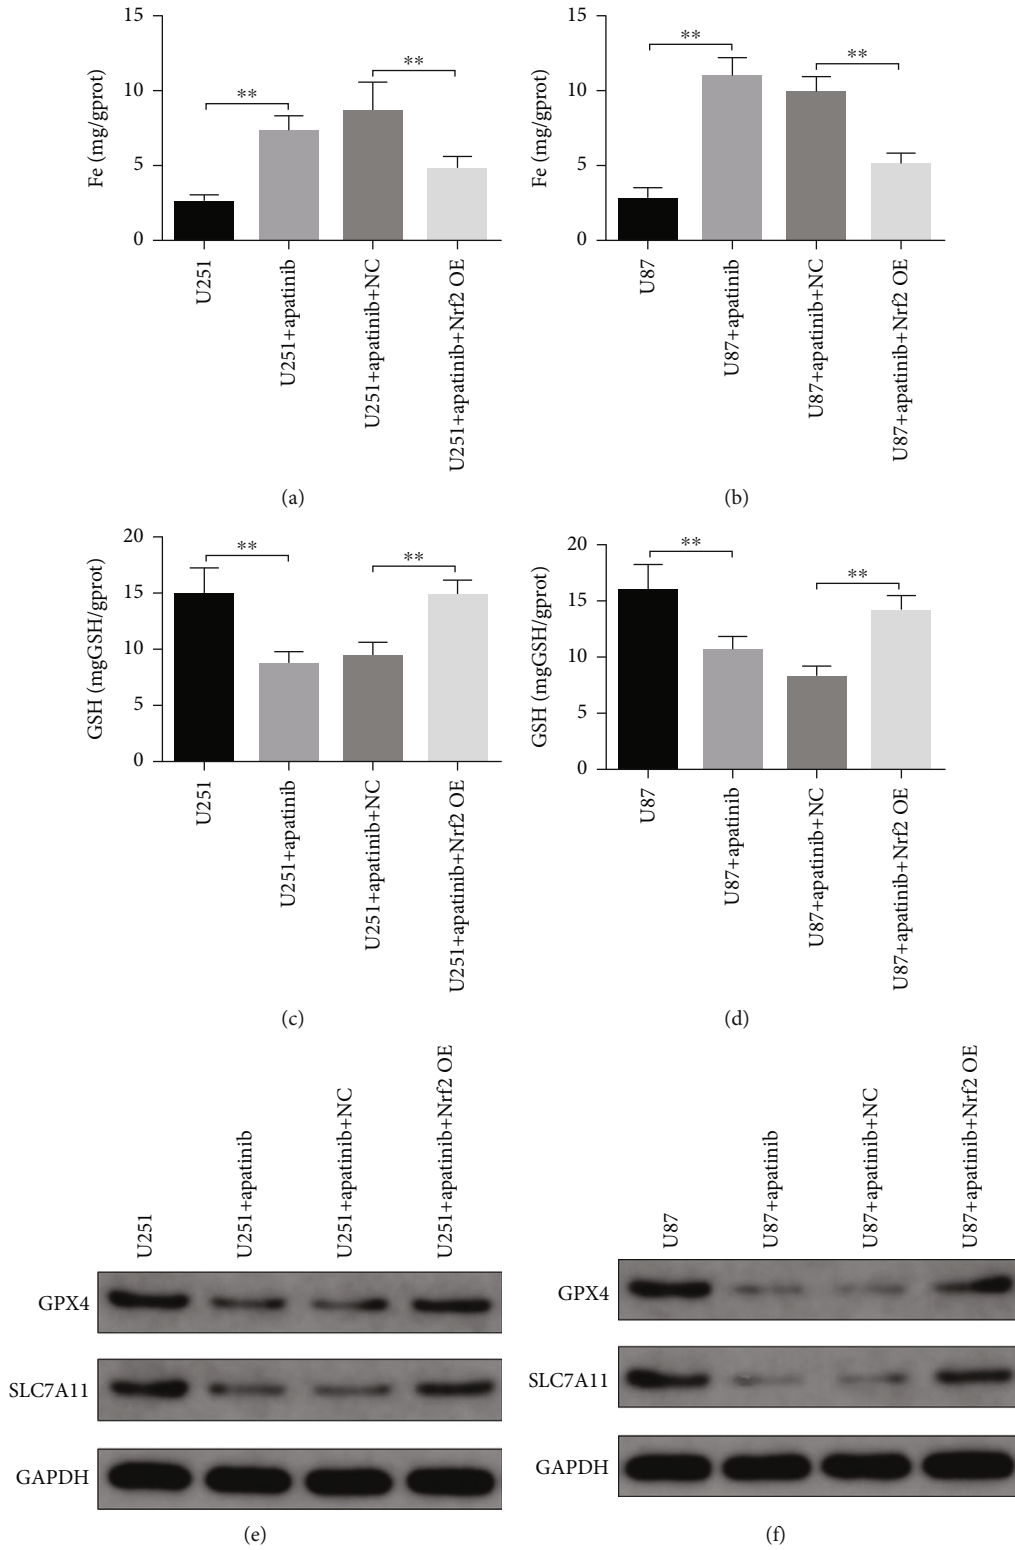 15
10
5
0
Fe (mg/gprot)
**
**
U251
U251+apatinib
U251+apatinib+NC
U251+apatinib+Nrf2 OE
(a)
15
10
5
0
Fe (mg/gprot)
**
**
U87
U87+apatinib
U87+apatinib+NC
U87+apatinib+Nrf2 OE
(b)
20
15
10
5
0
GSH (mgGSH/gprot)
**
**
U251
U251+apatinib
U251+apatinib+NC
U251+apatinib+Nrf2 OE
(c)
20
15
10
5
0
GSH (mgGSH/gprot)
**
**
U87
U87+apatinib
U87+apatinib+NC
U87+apatinib+Nrf2 OE
(d)
U251
U251+apatinib
U251+apatinib+NC
U251+apatinib+Nrf2 OE
GPX4
SLC7A11
GAPDH
(e)
U87
U87+apatinib
U87+apatinib+NC
U87+apatinib+Nrf2 OE
GPX4
SLC7A11
GAPDH
(f)